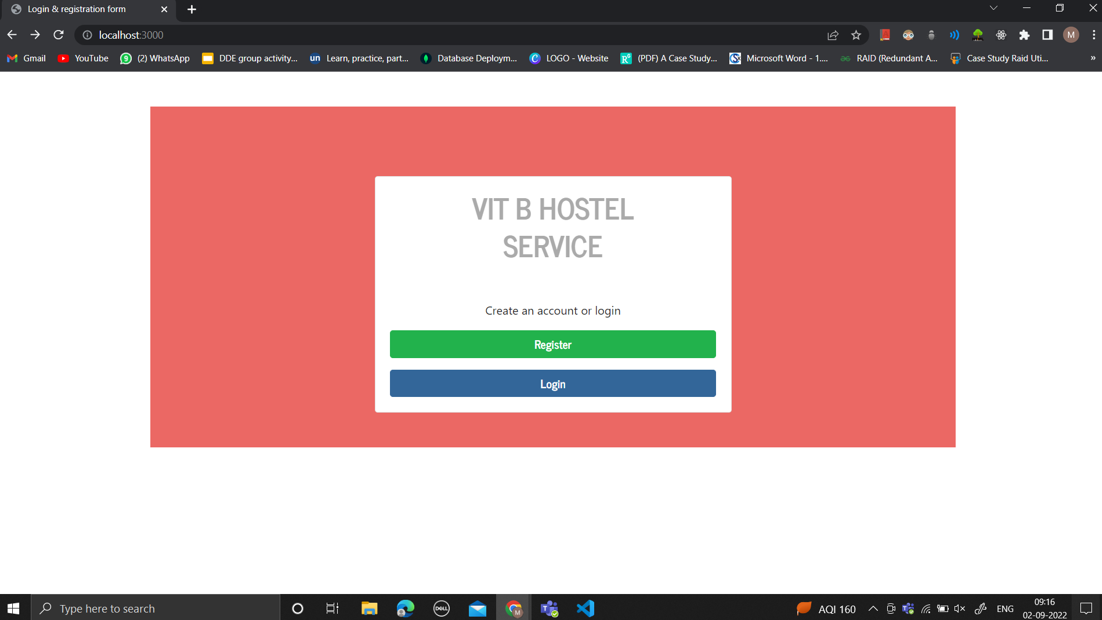 Login & registration form
localhost:3000
Gmail
YouTube
(2) WhatsApp
DDE group activity...
un
Learn, practice, part...
Database Deploym...
LOGO - Website
(PDF) A Case Study...
Microsoft Word - 1....
RAID (Redundant A...
Case Study Raid Uti...
»
M
VIT B HOSTEL
SERVICE
Create an account or login
Register
Login
Type here to search
DELL
AQI 160
ENG
09:16
02-09-2022